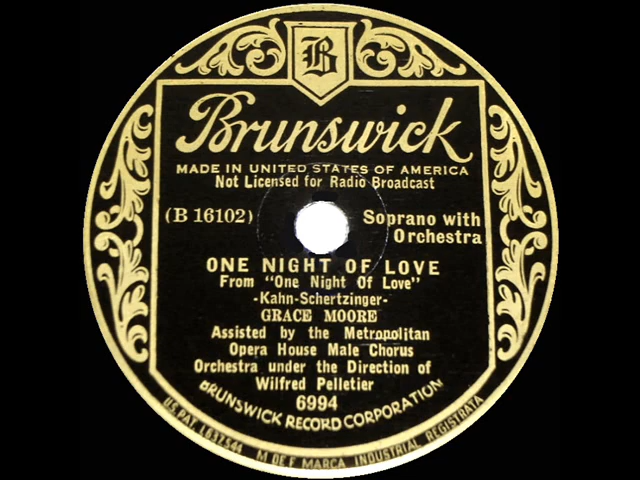 B
Brunswick
MADE IN UNITED STATES OF AMERICA
Not Licensed for Radio Broadcast
(B 16102)
Soprano with
Orchestra
ONE NIGHT OF LOVE
From "One Night Of Love"
-Kahn-Schertzinger-
GRACE MOORE
Assisted by the Metropolitan
Opera House Male Chorus
Orchestra under the Direction of
Wilfred Pelletier
6994
BRUNSWICK RECORD CORPORATION
U.S. PAT. 1637544 M DE F MARCA INDUSTRIAL REGISTRATA